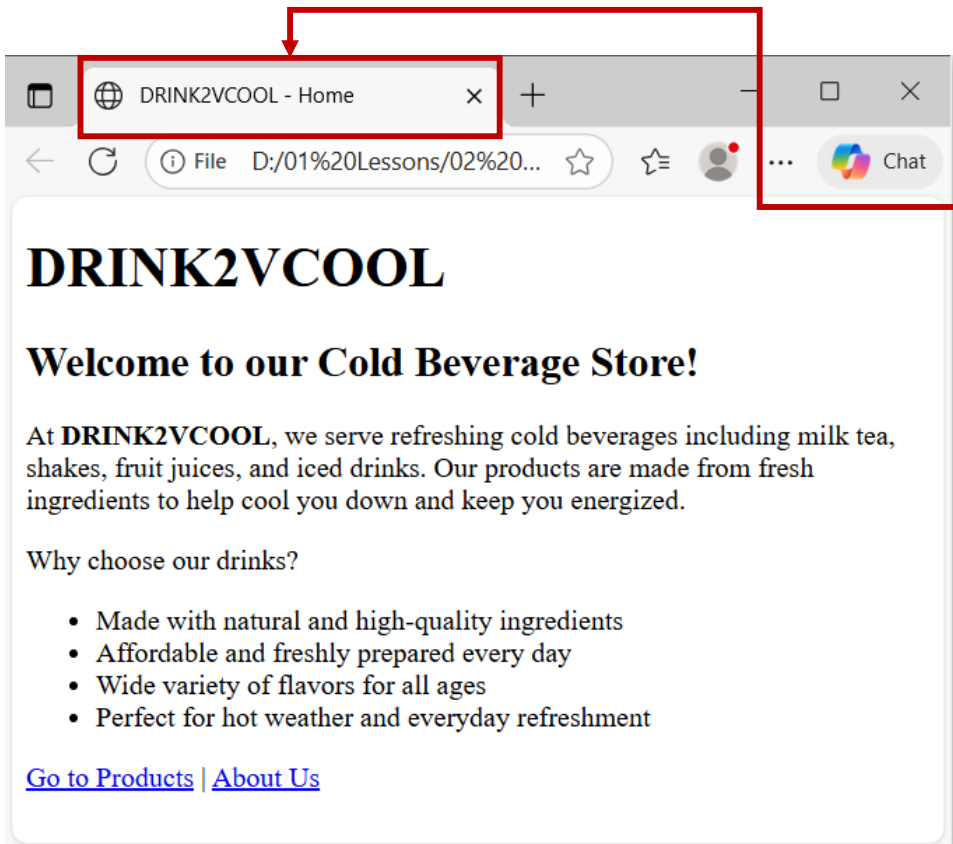 DRINK2VCOOL - Home
File D:/01%20Lessons/02%20...
Chat
DRINK2VCOOL
Welcome to our Cold Beverage Store!
At DRINK2VCOOL, we serve refreshing cold beverages including milk tea,
shakes, fruit juices, and iced drinks. Our products are made from fresh
ingredients to help cool you down and keep you energized.
Why choose our drinks?
• Made with natural and high-quality ingredients
• Affordable and freshly prepared every day
• Wide variety of flavors for all ages
• Perfect for hot weather and everyday refreshment
Go to Products | About Us